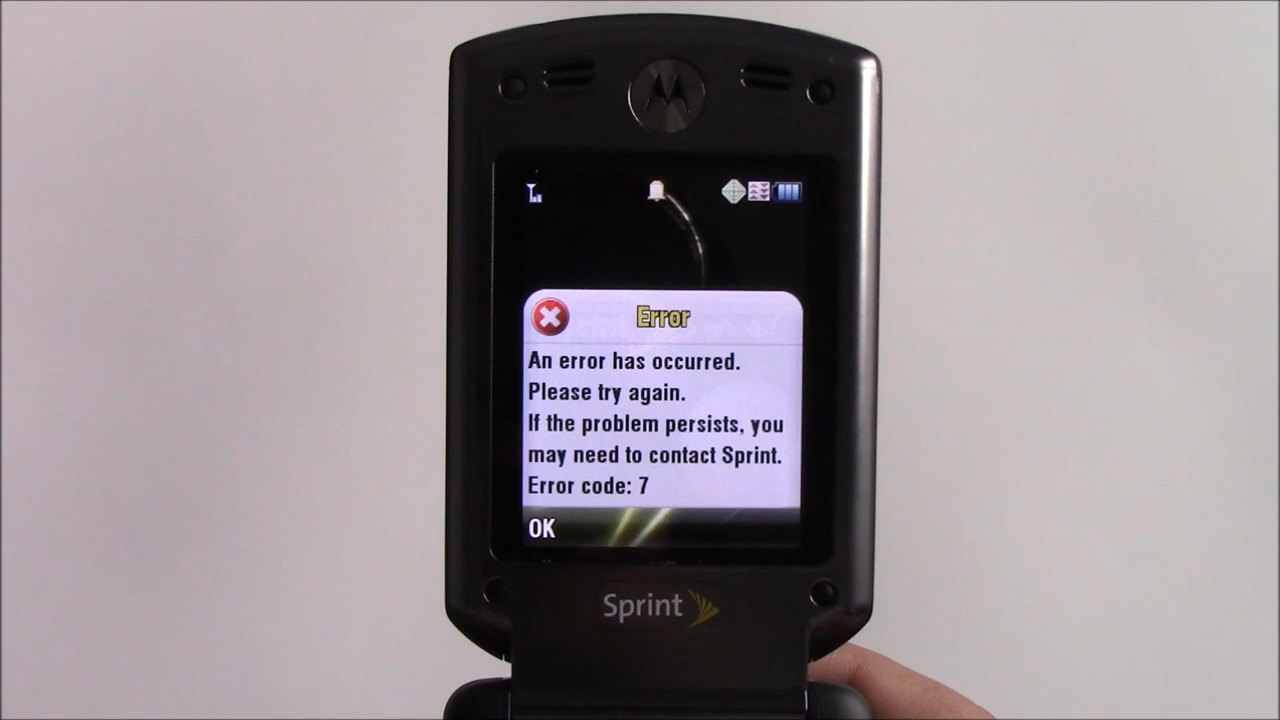 Error
An error has occurred.
Please try again.
If the problem persists, you
may need to contact Sprint.
Error code: 7
OK
Sprint